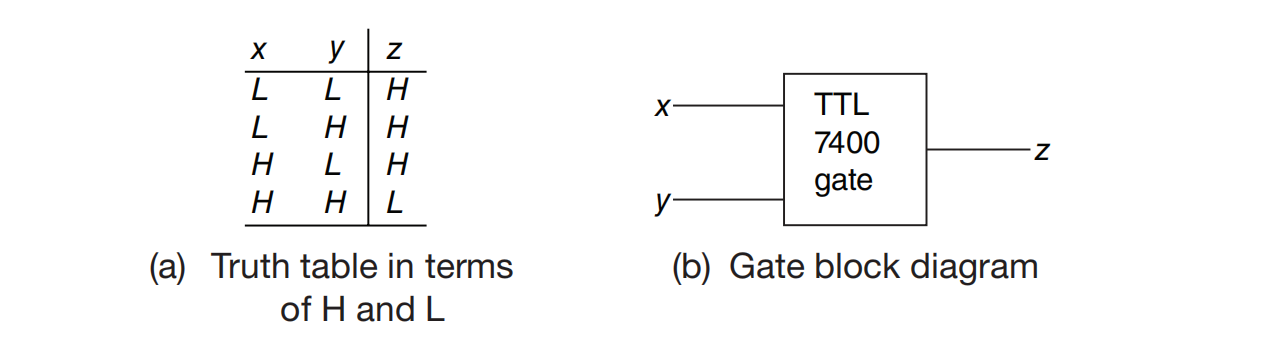 x y z
L L H
L H H
H L H
H H L
(a) Truth table in terms
of H and L
x
y
TTL
7400
gate
z
(b) Gate block diagram